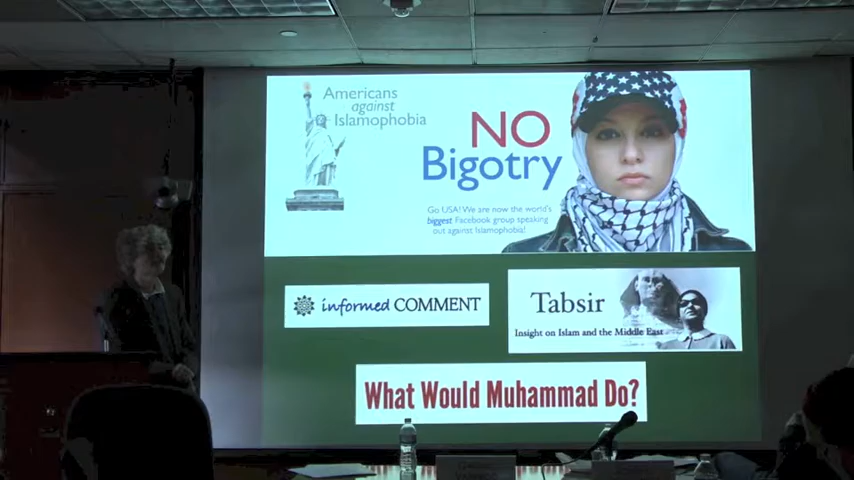 Americans
against
Islamophobia
NO
Bigotry
Go USA! We are now the world's
biggest Facebook group speaking
out against Islamophobia!
informed COMMENT
Tabsir
Insight on Islam and the Middle East
What Would Muhammad Do?